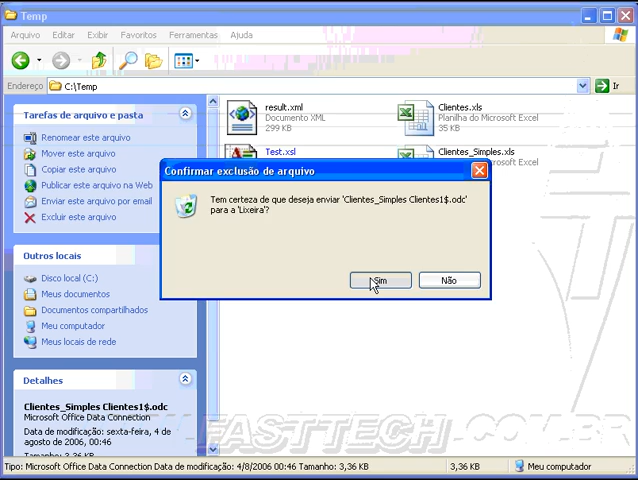 Temp
Arquivo Editar Exibir Favoritos Ferramentas Ajuda
Endereço C:\Temp Ir
Tarefas de arquivo e pasta
Renomear este arquivo
Mover este arquivo
Copiar este arquivo
Publicar este arquivo na Web
Enviar este arquivo por email
Excluir este arquivo
Outros locais
Disco local (C:)
Meus documentos
Documentos compartilhados
Meu computador
Meus locais de rede
Detalhes
Clientes_Simples Clientes1$.odc
Microsoft Office Data Connection
Data de modificação: sexta-feira, 4 de
agosto de 2006, 00:46
Tamanho: 3,36 KB
result.xml
Documento XML
299 KB
Clientes.xls
Planilha do Microsoft Excel
35 KB
Test.xsl
Clientes_Simples.xls
Microsoft Excel
Confirmar exclusão de arquivo
Tem certeza de que deseja enviar 'Clientes_Simples Clientes1$.odc'
para a 'Lixeira'?
Sim Não
.FASTTECH.COM.BR
Tipo: Microsoft Office Data Connection Data de modificação: 4/8/2006 00:46 Tamanho: 3,36 KB 3,36 KB Meu computador